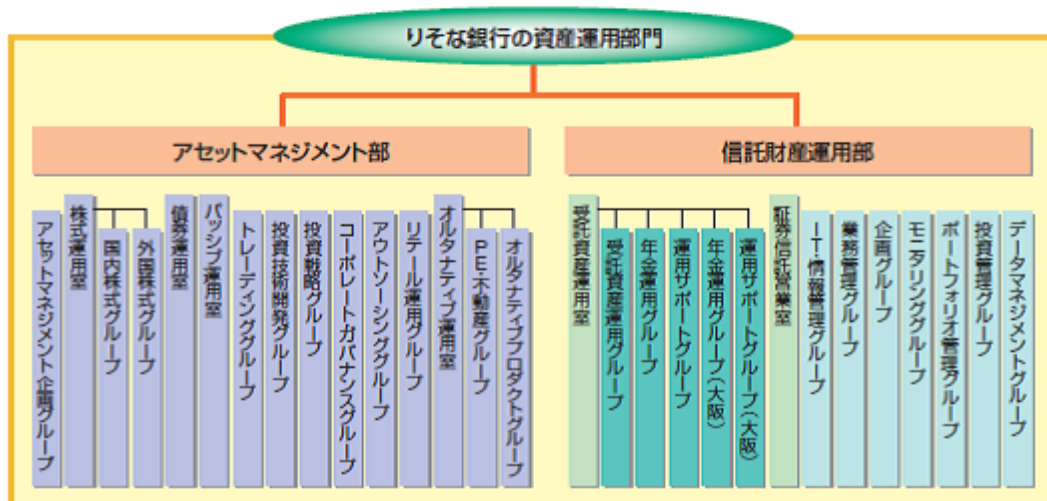 りそな銀行の資産運用部門
アセットマネジメント部
信託財産運用部
アセットマネジメント企画グループ
株式運用室
国内株式グループ
外国株式グループ
債券運用室
パッシブ運用室
トレーディンググループ
投資技術開発グループ
投資戦略グループ
コーポレートガバナンスグループ
アウトソーシンググループ
リテール運用グループ
オルタナティブ運用室
PE・不動産グループ
オルタナティブプロダクトグループ
受託資産運用室
受託資産運用グループ
年金運用グループ
運用サポートグループ
年金運用グループ(大阪)
運用サポートグループ(大阪)
証券信託営業室
IT・情報管理グループ
業務管理グループ
企画グループ
モニタリンググループ
ポートフォリオ管理グループ
投資管理グループ
データマネジメントグループ